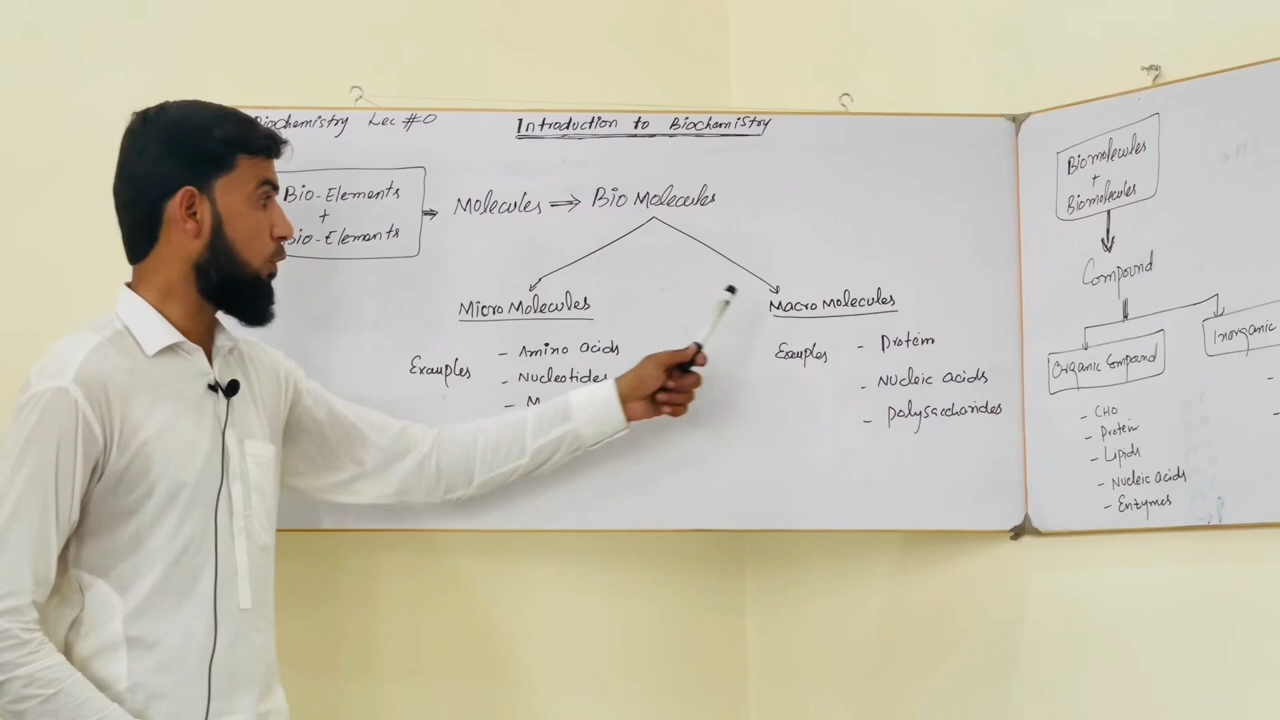 Biochemistry Lec #0
Introduction to Biochemistry
Bio-Elements
+
Bio-Elements
⇒ Molecules ⇒ Bio Molecules
Micro Molecules
Examples
- Amino acids
- Nucleotides
- M
Macro Molecules
Examples
- Protein
- Nucleic acids
- Polysaccharides
Biomolecules
+
Biomolecules
Compound
Organic Compound
- CHO
- Protein
- Lipids
- Nucleic acids
- Enzymes
Inorganic